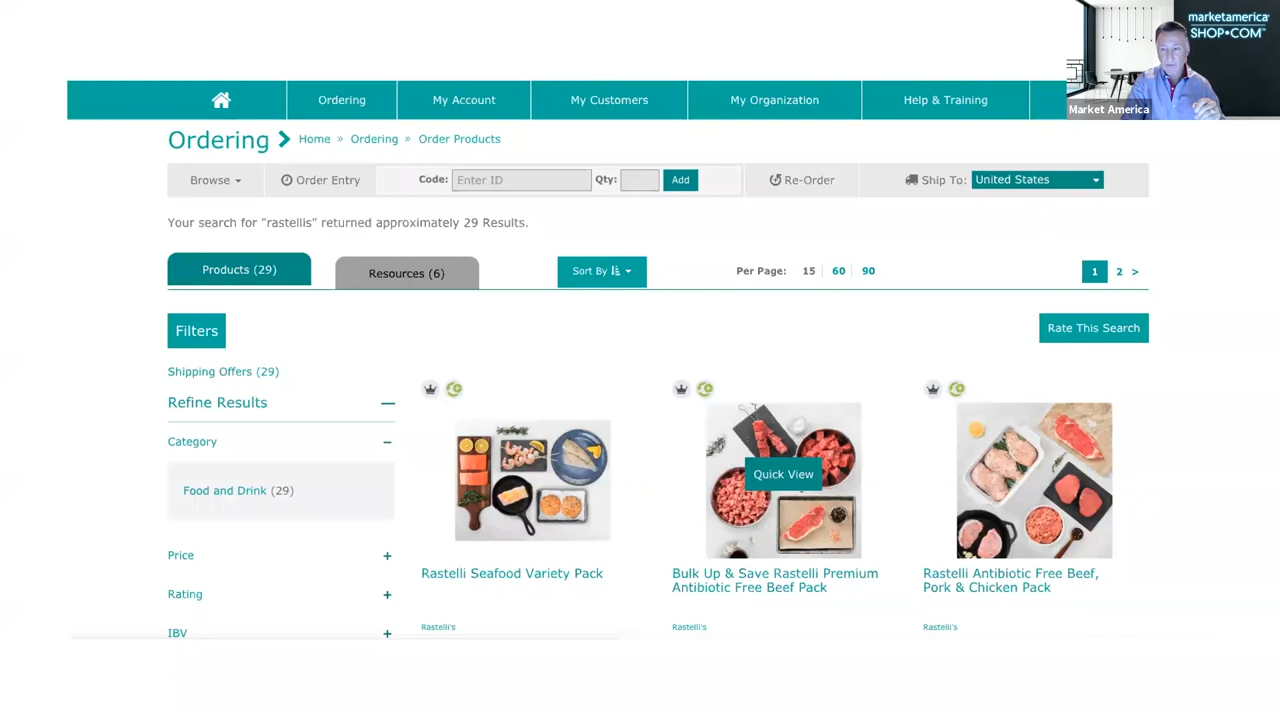 marketamerica
SHOP•COM™
Market America
Ordering
My Account
My Customers
My Organization
Help & Training
Ordering
Home » Ordering » Order Products
Browse
Order Entry
Code:
Enter ID
Qty:
Add
Re-Order
Ship To:
United States
Your search for "rastellis" returned approximately 29 Results.
Products (29)
Resources (6)
Sort By
Per Page: 15 60 90
1 2 >
Filters
Rate This Search
Shipping Offers (29)
Refine Results
Category
Food and Drink (29)
Price
Rating
IBV
Quick View
Rastelli Seafood Variety Pack
Rastelli's
Bulk Up & Save Rastelli Premium
Antibiotic Free Beef Pack
Rastelli's
Rastelli Antibiotic Free Beef,
Pork & Chicken Pack
Rastelli's